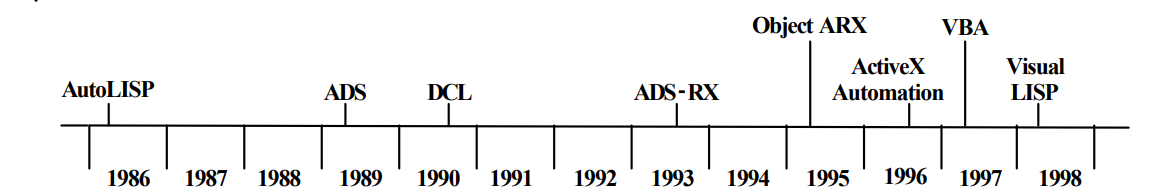 Object ARX VBA
ActiveX Visual
AutoLISP ADS DCL ADS-RX Automation LISP
1986 1987 1988 1989 1990 1991 1992 1993 1994 1995 1996 1997 1998